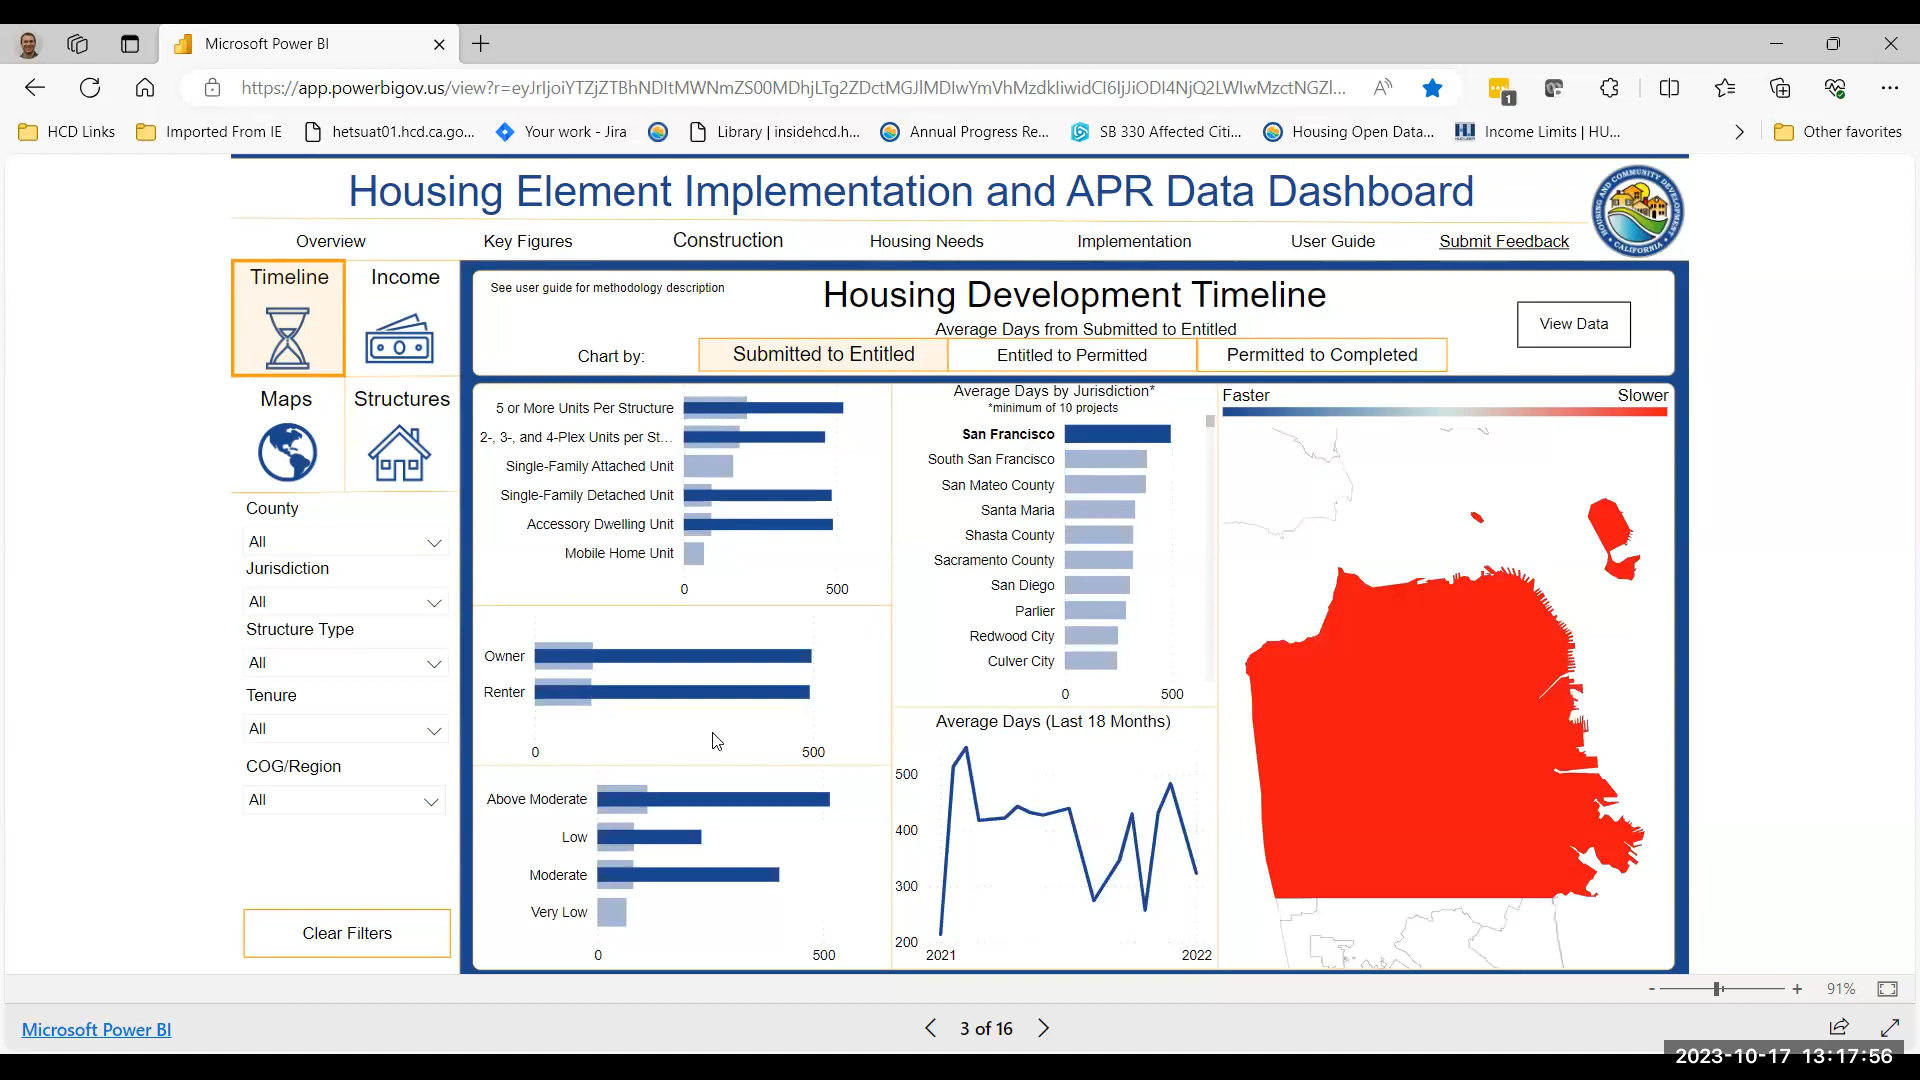 Microsoft Power BI
https://app.powerbigov.us/view?r=eyJrIjoiYTZjZTBhNDItMWNmZS00MDhjLTg2ZDctMGJlMDIwYmVhMzdkIiwidCI6IjJiODI4NjQ2LWIwMzctNGZl...
1
HCD Links
Imported From IE
hetsuat01.hcd.ca.go...
Your work - Jira
Library | insidehcd.h...
Annual Progress Re...
SB 330 Affected Citi...
Housing Open Data...
Income Limits | HU...
Other favorites
Housing Element Implementation and APR Data Dashboard
HOUSING AND COMMUNITY DEVELOPMENT
CALIFORNIA
Overview
Key Figures
Construction
Housing Needs
Implementation
User Guide
Submit Feedback
Timeline
Income
Maps
Structures
County
All
Jurisdiction
All
Structure Type
All
Tenure
All
COG/Region
All
Clear Filters
See user guide for methodology description
Housing Development Timeline
Average Days from Submitted to Entitled
Chart by:
Submitted to Entitled
Entitled to Permitted
Permitted to Completed
View Data
5 or More Units Per Structure
2-, 3-, and 4-Plex Units per St...
Single-Family Attached Unit
Single-Family Detached Unit
Accessory Dwelling Unit
Mobile Home Unit
0 500
Owner
Renter
0 500
Above Moderate
Low
Moderate
Very Low
0 500
Average Days by Jurisdiction*
*minimum of 10 projects
San Francisco
South San Francisco
San Mateo County
Santa Maria
Shasta County
Sacramento County
San Diego
Parlier
Redwood City
Culver City
0 500
Average Days (Last 18 Months)
500
400
300
200
2021 2022
Faster
Slower
- + 91%
Microsoft Power BI
3 of 16
2023-10-17 13:17:56